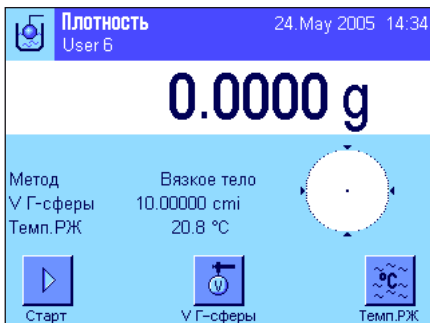 Плотность 24.May 2005 14:34
User 6
0.0000 g
Метод Вязкое тело
V Г-сферы 10.00000 cmi
Темп.РЖ 20.8 °C
°C
Старт V Г-сферы Темп.РЖ